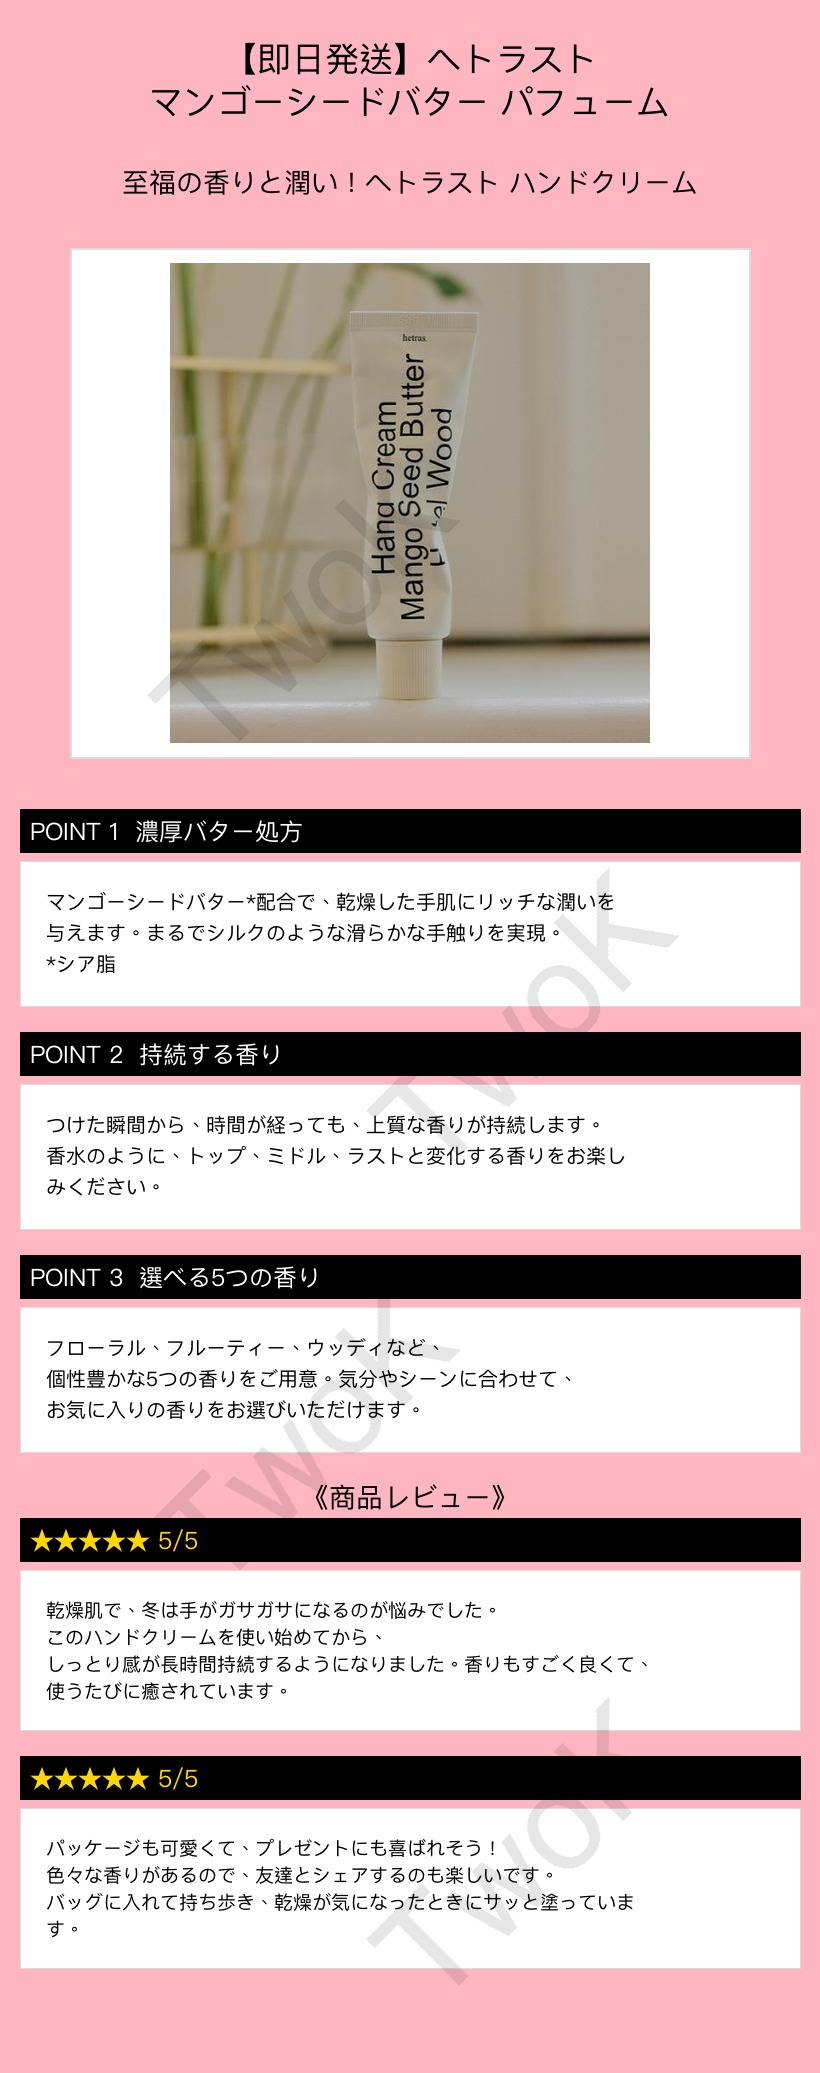 【即日発送】ヘトラスト
マンゴーシードバター パフューム
至福の香りと潤い！ヘトラスト ハンドクリーム
hetras.
Hand Cream
Mango Seed Butter
Wood
TwoK
POINT 1 濃厚バター処方
マンゴーシードバター*配合で、乾燥した手肌にリッチな潤いを
与えます。まるでシルクのような滑らかな手触りを実現。
*シア脂
TwoK
POINT 2 持続する香り
つけた瞬間から、時間が経っても、上質な香りが持続します。
香水のように、トップ、ミドル、ラストと変化する香りをお楽し
みください。
POINT 3 選べる5つの香り
フローラル、フルーティー、ウッディなど、
個性豊かな5つの香りをご用意。気分やシーンに合わせて、
お気に入りの香りをお選びいただけます。
TwoK
《商品レビュー》
★★★★★ 5/5
乾燥肌で、冬は手がガサガサになるのが悩みでした。
このハンドクリームを使い始めてから、
しっとり感が長時間持続するようになりました。香りもすごく良くて、
使うたびに癒されています。
★★★★★ 5/5
パッケージも可愛くて、プレゼントにも喜ばれそう！
色々な香りがあるので、友達とシェアするのも楽しいです。
バッグに入れて持ち歩き、乾燥が気になったときにサッと塗っていま
す。
TwoK